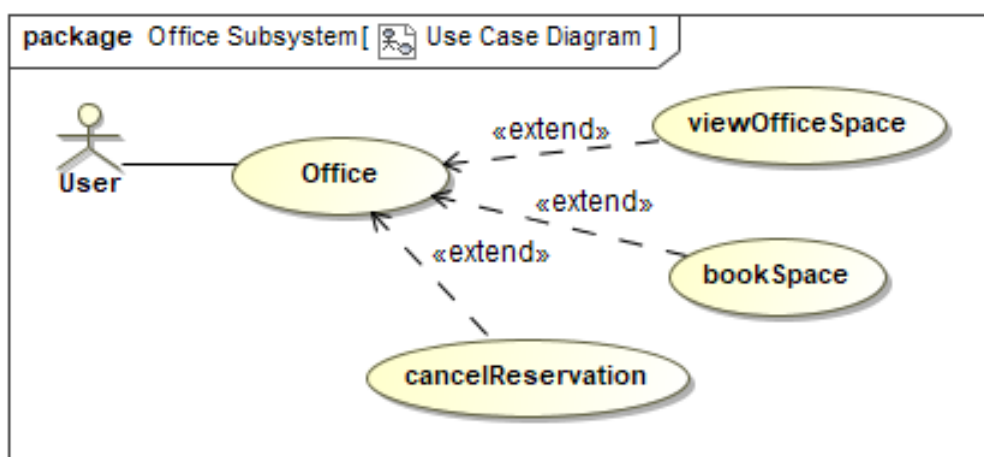 package Office Subsystem[ Use Case Diagram ]
viewOfficeSpace
«extend»
Office
User
«extend»
«extend»
bookSpace
cancelReservation